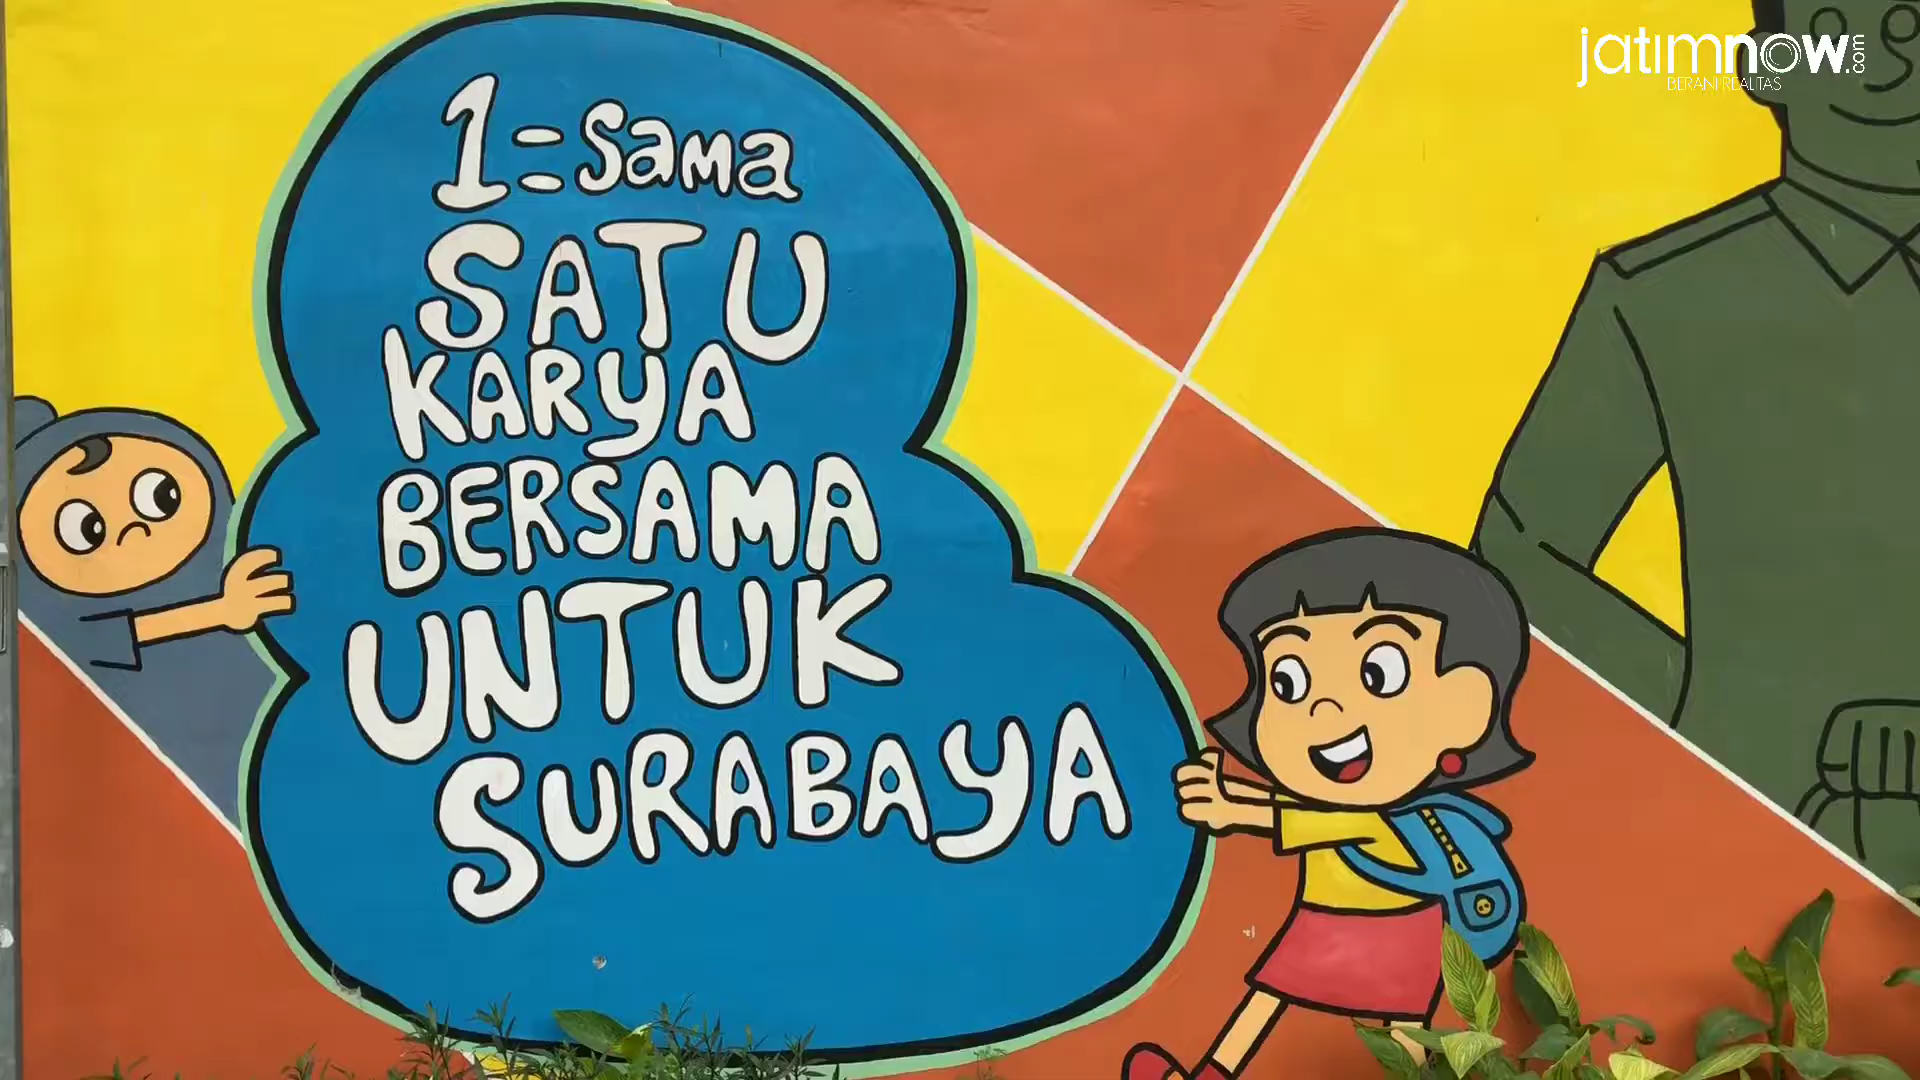 jatimnow.com
BERANI REALITAS
1=sama
SATU
KARYA
BERSAMA
UNTUK
SURABAYA